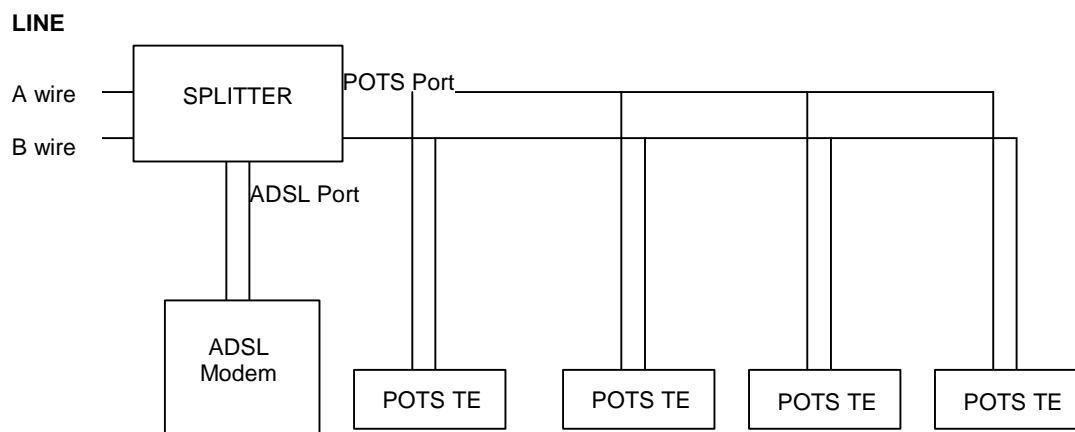 LINE
A wire
SPLITTER
POTS Port
B wire
ADSL Port
ADSL
Modem
POTS TE
POTS TE
POTS TE
POTS TE